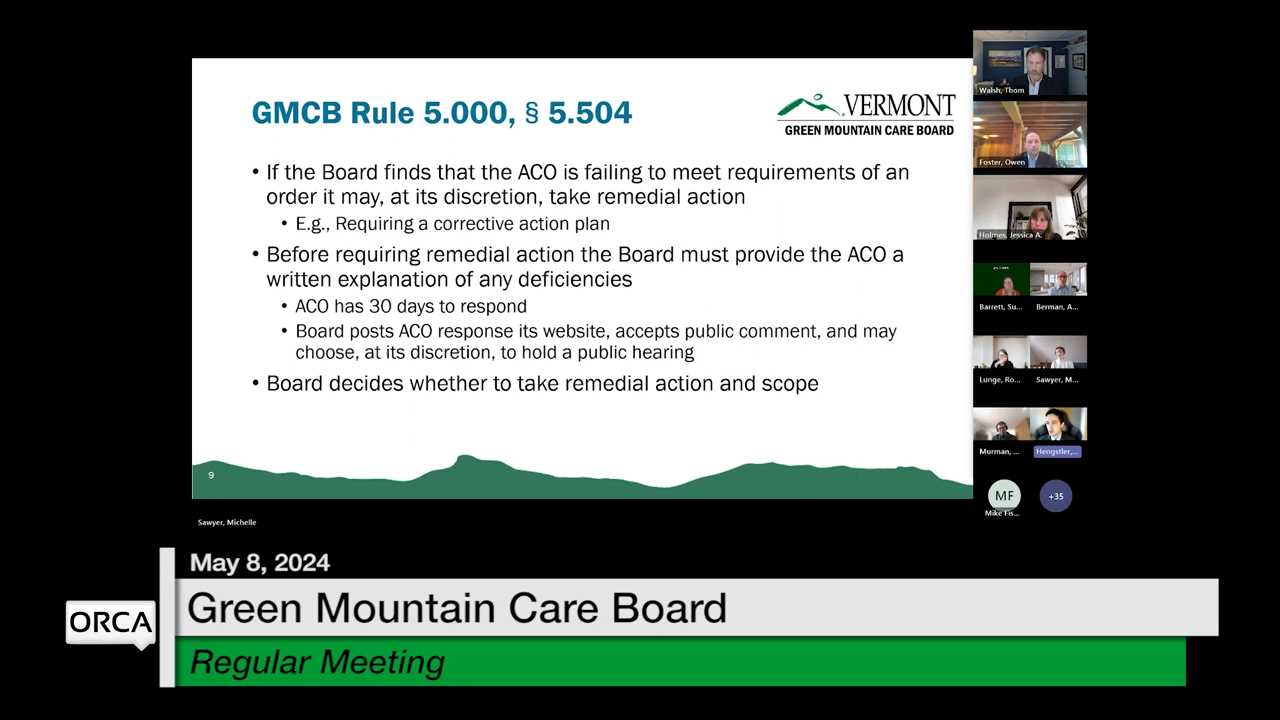 GMCB Rule 5.000, § 5.504
VERMONT
GREEN MOUNTAIN CARE BOARD
• If the Board finds that the ACO is failing to meet requirements of an
order it may, at its discretion, take remedial action
• E.g., Requiring a corrective action plan
• Before requiring remedial action the Board must provide the ACO a
written explanation of any deficiencies
• ACO has 30 days to respond
• Board posts ACO response its website, accepts public comment, and may
choose, at its discretion, to hold a public hearing
• Board decides whether to take remedial action and scope
9
Walsh, Thom
Foster, Owen
Holmes, Jessica A.
Barrett, Su...
Berman, A...
Lunge, Ro...
Sawyer, M...
Murman, ...
Hengstler,...
MF
+35
Mike Fis...
Sawyer, Michelle
May 8, 2024
ORCA
Green Mountain Care Board
Regular Meeting